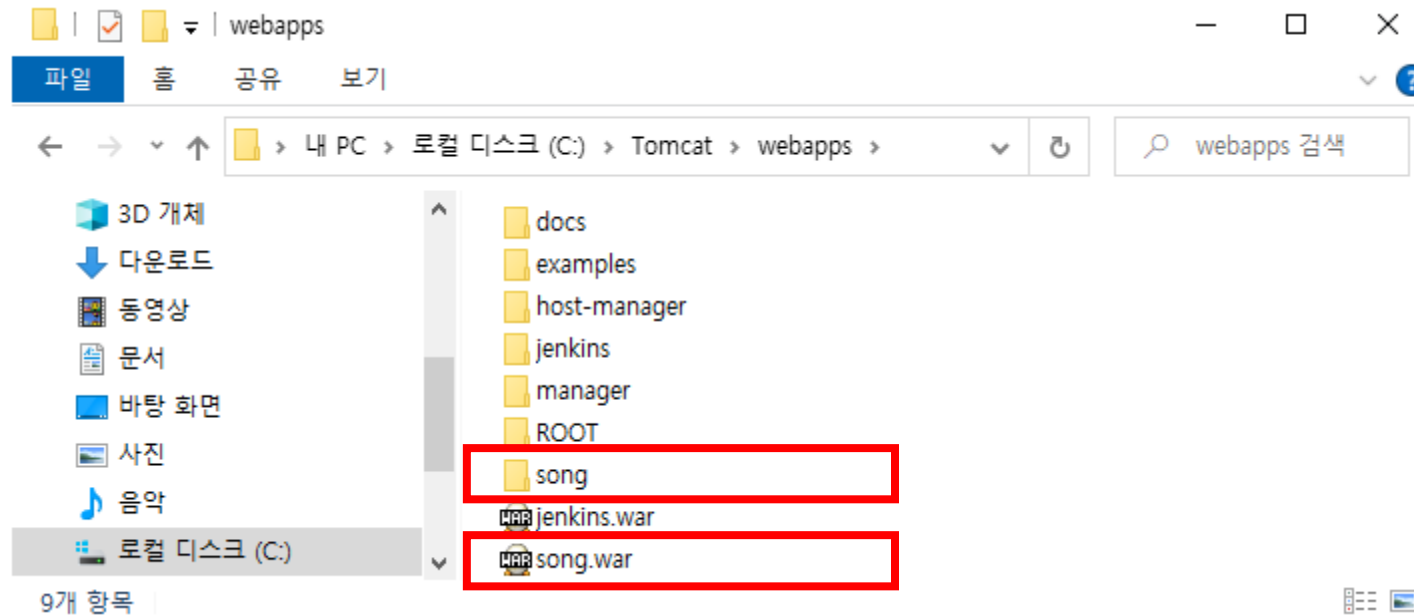 webapps
파일 홈 공유 보기
내 PC > 로컬 디스크 (C:) > Tomcat > webapps > webapps 검색
3D 개체
다운로드
동영상
문서
바탕 화면
사진
음악
로컬 디스크 (C:)
docs
examples
host-manager
jenkins
manager
ROOT
song
jenkins.war
song.war
9개 항목